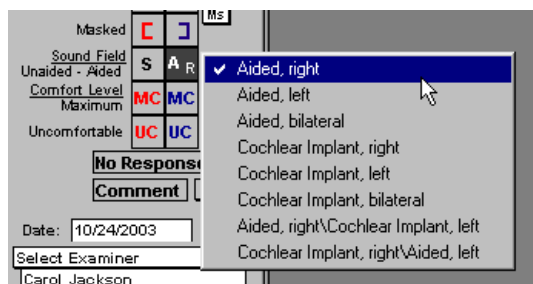 Ms
Masked [ ]
Sound Field
Unaided - Aided S A R
Comfort Level
Maximum MC MC
Uncomfortable UC UC
No Response
Comment
Date: 10/24/2003
Select Examiner
Carol Jackson
✓ Aided, right
Aided, left
Aided, bilateral
Cochlear Implant, right
Cochlear Implant, left
Cochlear Implant, bilateral
Aided, right\Cochlear Implant, left
Cochlear Implant, right\Aided, left